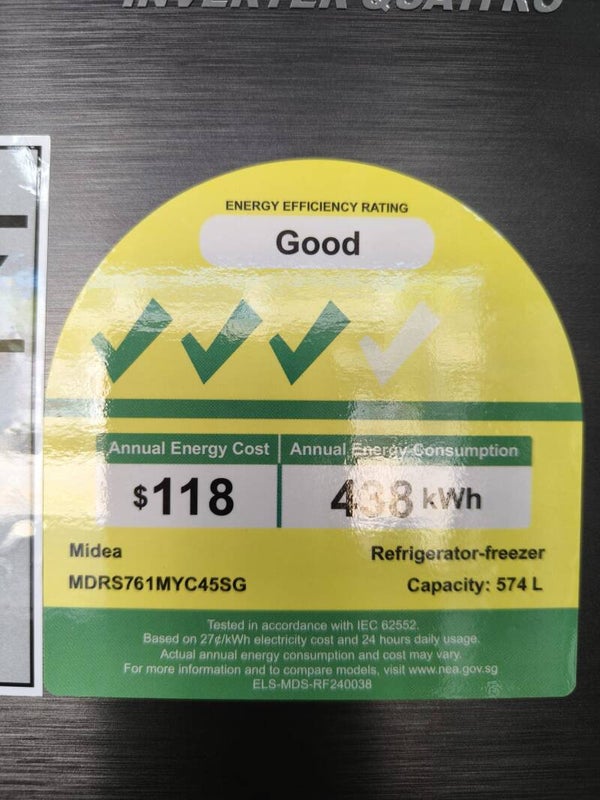 INVERTER QUATTRO
ENERGY EFFICIENCY RATING
Good
Annual Energy Cost
Annual Energy Consumption
$118
438 kWh
Midea
Refrigerator-freezer
MDRS761MYC45SG
Capacity: 574 L
Tested in accordance with IEC 62552.
Based on 27¢/kWh electricity cost and 24 hours daily usage.
Actual annual energy consumption and cost may vary.
For more information and to compare models, visit www.nea.gov.sg
ELS-MDS-RF240038